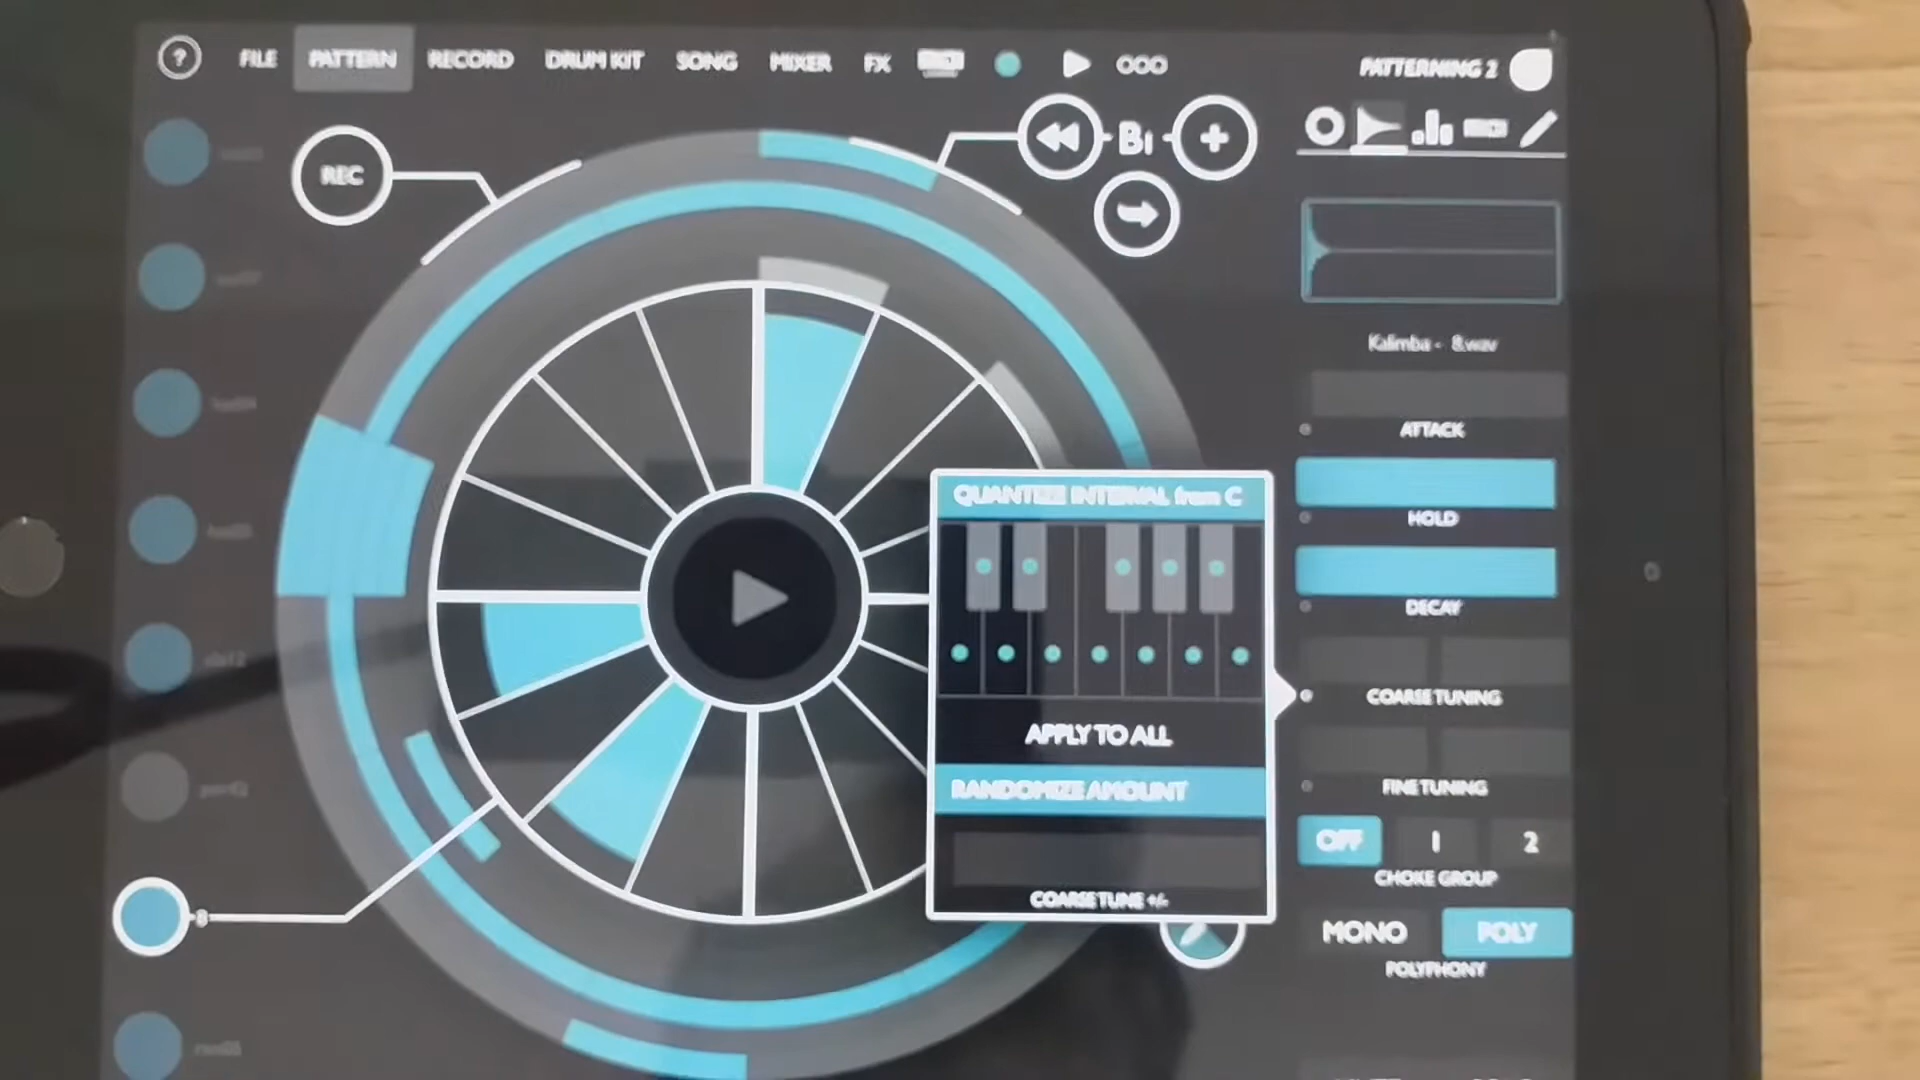 ?
FILE
PATTERN
RECORD
DRUM KIT
SONG
MIXER
FX
PATTERNING 2
REC
B1
Kalimba - 8.wav
ATTACK
HOLD
DECAY
QUANTIZE INTERVAL from C
APPLY TO ALL
RANDOMIZE AMOUNT
COARSE TUNE +/-
COARSE TUNING
FINE TUNING
OFF 1 2
CHOKE GROUP
MONO POLY
POLYPHONY
8